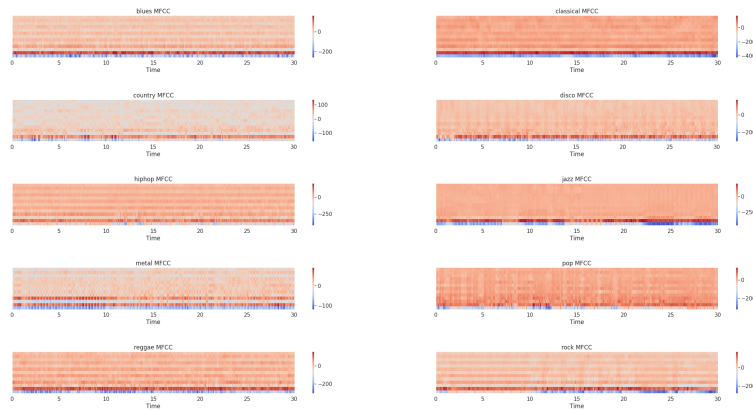 blues MFCC
0
−200
0 5 10 15 20 25 30
Time
classical MFCC
0
−200
−400
0 5 10 15 20 25 30
Time
country MFCC
100
0
−100
0 5 10 15 20 25 30
Time
disco MFCC
0
−200
0 5 10 15 20 25 30
Time
hiphop MFCC
0
−250
0 5 10 15 20 25 30
Time
jazz MFCC
0
−250
0 5 10 15 20 25 30
Time
metal MFCC
0
−100
0 5 10 15 20 25 30
Time
pop MFCC
0
−200
0 5 10 15 20 25 30
Time
reggae MFCC
0
−200
0 5 10 15 20 25 30
Time
rock MFCC
0
−200
0 5 10 15 20 25 30
Time